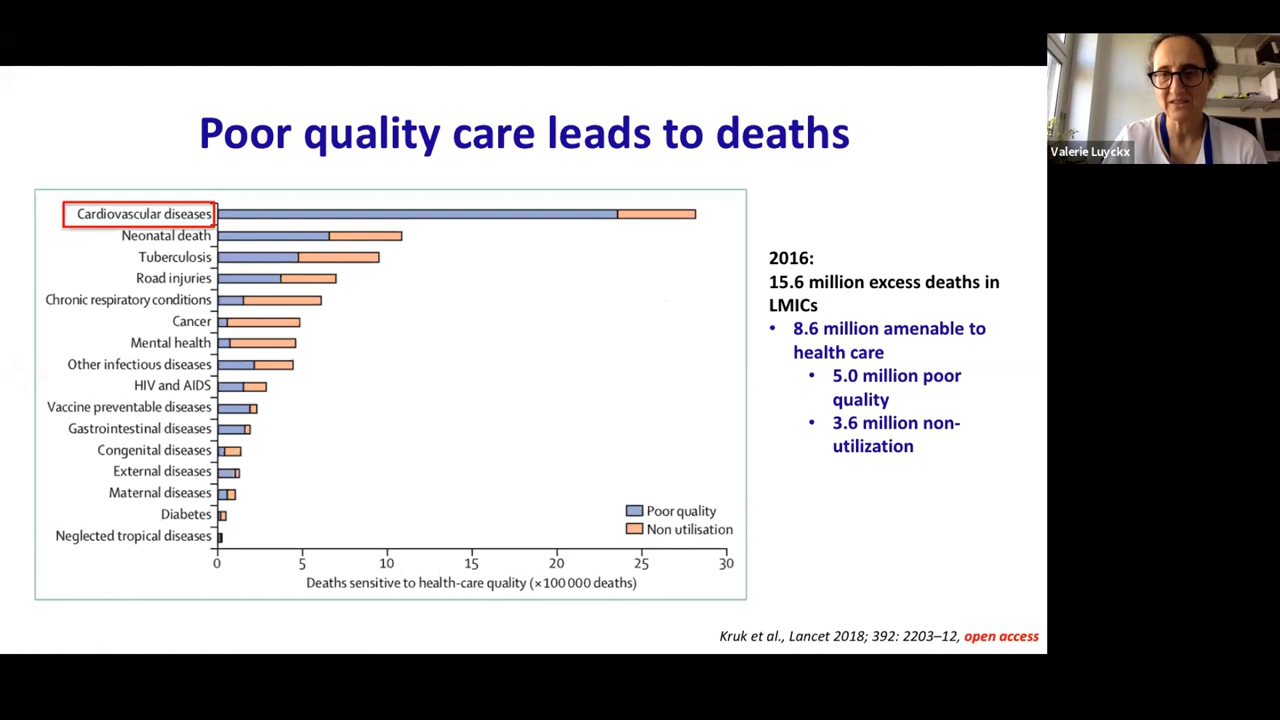 Poor quality care leads to deaths
Valerie Luyckx
Cardiovascular diseases
Neonatal death
Tuberculosis
Road injuries
Chronic respiratory conditions
Cancer
Mental health
Other infectious diseases
HIV and AIDS
Vaccine preventable diseases
Gastrointestinal diseases
Congenital diseases
External diseases
Maternal diseases
Diabetes
Neglected tropical diseases
0 5 10 15 20 25 30
Deaths sensitive to health-care quality (×100 000 deaths)
Poor quality
Non utilisation
2016:
15.6 million excess deaths in
LMICs
• 8.6 million amenable to
health care
• 5.0 million poor
quality
• 3.6 million non-
utilization
Kruk et al., Lancet 2018; 392: 2203–12, open access